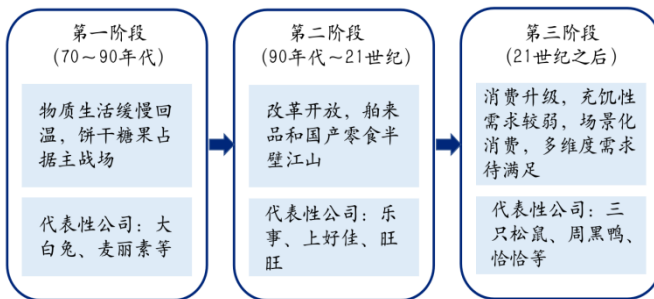 第一阶段
(70～90年代)
物质生活缓慢回
温，饼干糖果占
据主战场
代表性公司：大
白兔、麦丽素等
第二阶段
(90年代～21世纪)
改革开放，舶来
品和国产零食半
壁江山
代表性公司：乐
事、上好佳、旺
旺
第三阶段
(21世纪之后)
消费升级，充饥性
需求较弱，场景化
消费，多维度需求
待满足
代表性公司：三
只松鼠、周黑鸭、
恰恰等